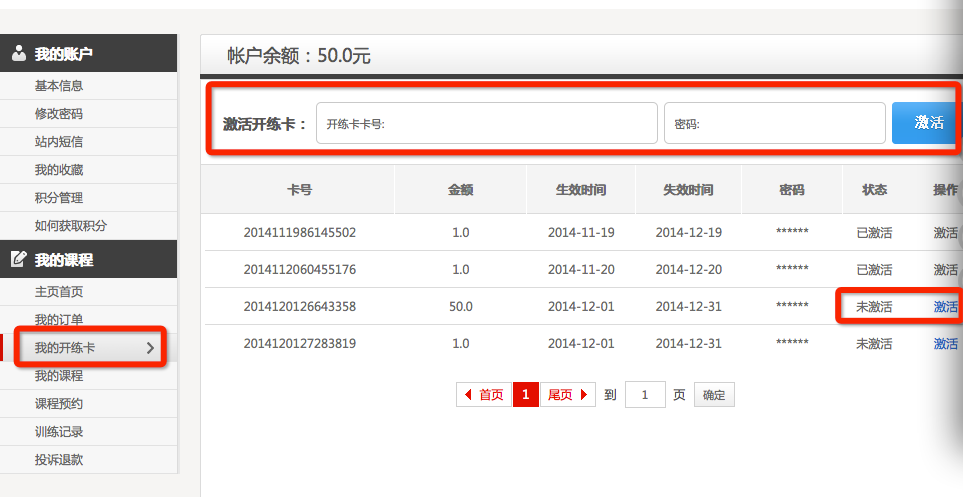 我的账户
基本信息
修改密码
站内短信
我的收藏
积分管理
如何获取积分
我的课程
主页首页
我的订单
我的开练卡
我的课程
课程预约
训练记录
投诉退款
帐户余额：50.0元
激活开练卡： 开练卡卡号: 密码: 激活
卡号 金额 生效时间 失效时间 密码 状态 操作
2014111986145502 1.0 2014-11-19 2014-12-19 ****** 已激活 激活
2014112060455176 1.0 2014-11-20 2014-12-20 ****** 已激活 激活
2014120126643358 50.0 2014-12-01 2014-12-31 ****** 未激活 激活
2014120127283819 1.0 2014-12-01 2014-12-31 ****** 未激活 激活
首页 1 尾页 到 1 页 确定